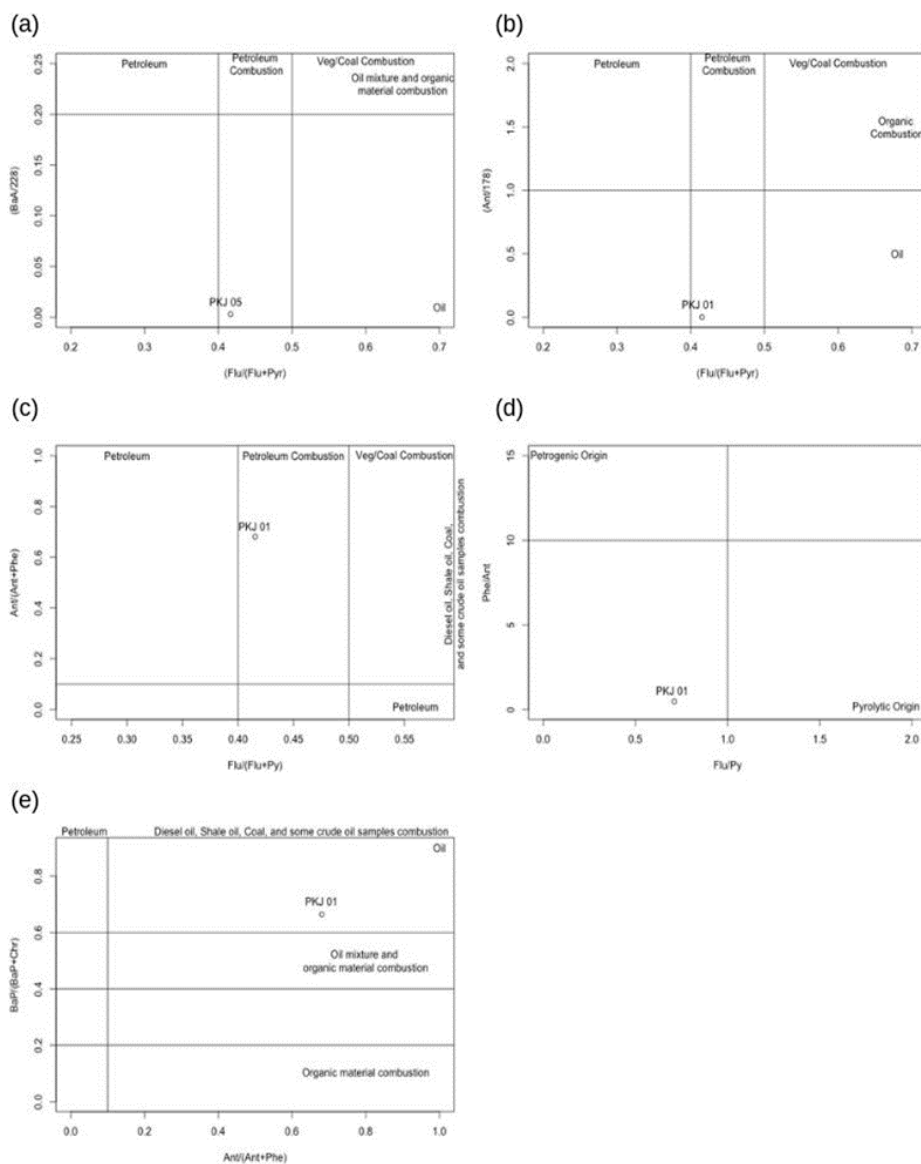 (a)
Petroleum
Petroleum
Combustion
Veg/Coal Combustion
Oil mixture and organic
material combustion
0.25
0.20
0.15
0.10
0.05
0.00
(BaA/228)
PKJ 05
Oil
0.2 0.3 0.4 0.5 0.6 0.7
(Flu/(Flu+Pyr)
(b)
Petroleum
Petroleum
Combustion
Veg/Coal Combustion
Organic
Combustion
2.0
1.5
1.0
0.5
0.0
(Ant/178)
Oil
PKJ 01
0.2 0.3 0.4 0.5 0.6 0.7
(Flu/(Flu+Pyr)
(c)
Petroleum
Petroleum Combustion
Veg/Coal Combustion
1.0
0.8
0.6
0.4
0.2
0.0
Ant/(Ant+Phe)
PKJ 01
Diesel oil, Shale oil, Coal,
and some crude oil samples combustion
Petroleum
0.25 0.30 0.35 0.40 0.45 0.50 0.55
Flu/(Flu+Py)
(d)
Petrogenic Origin
15
10
5
0
Phe/Ant
PKJ 01
Pyrolytic Origin
0.0 0.5 1.0 1.5 2.0
Flu/Py
(e)
Petroleum
Diesel oil, Shale oil, Coal, and some crude oil samples combustion
Oil
0.8
0.6
0.4
0.2
0.0
BaP/(BaP+Chr)
PKJ 01
Oil mixture and
organic material combustion
Organic material combustion
0.0 0.2 0.4 0.6 0.8 1.0
Ant/(Ant+Phe)